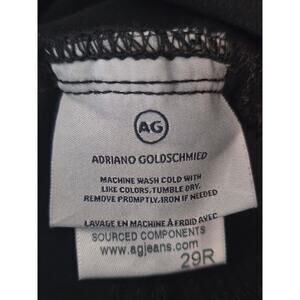 AG
ADRIANO GOLDSCHMIED
MACHINE WASH COLD WITH
LIKE COLORS, TUMBLE DRY,
REMOVE PROMPTLY, IRON IF NEEDED
LAVAGE EN MACHINE À FROID AVEC
SOURCED COMPONENTS
www.agjeans.com
29R